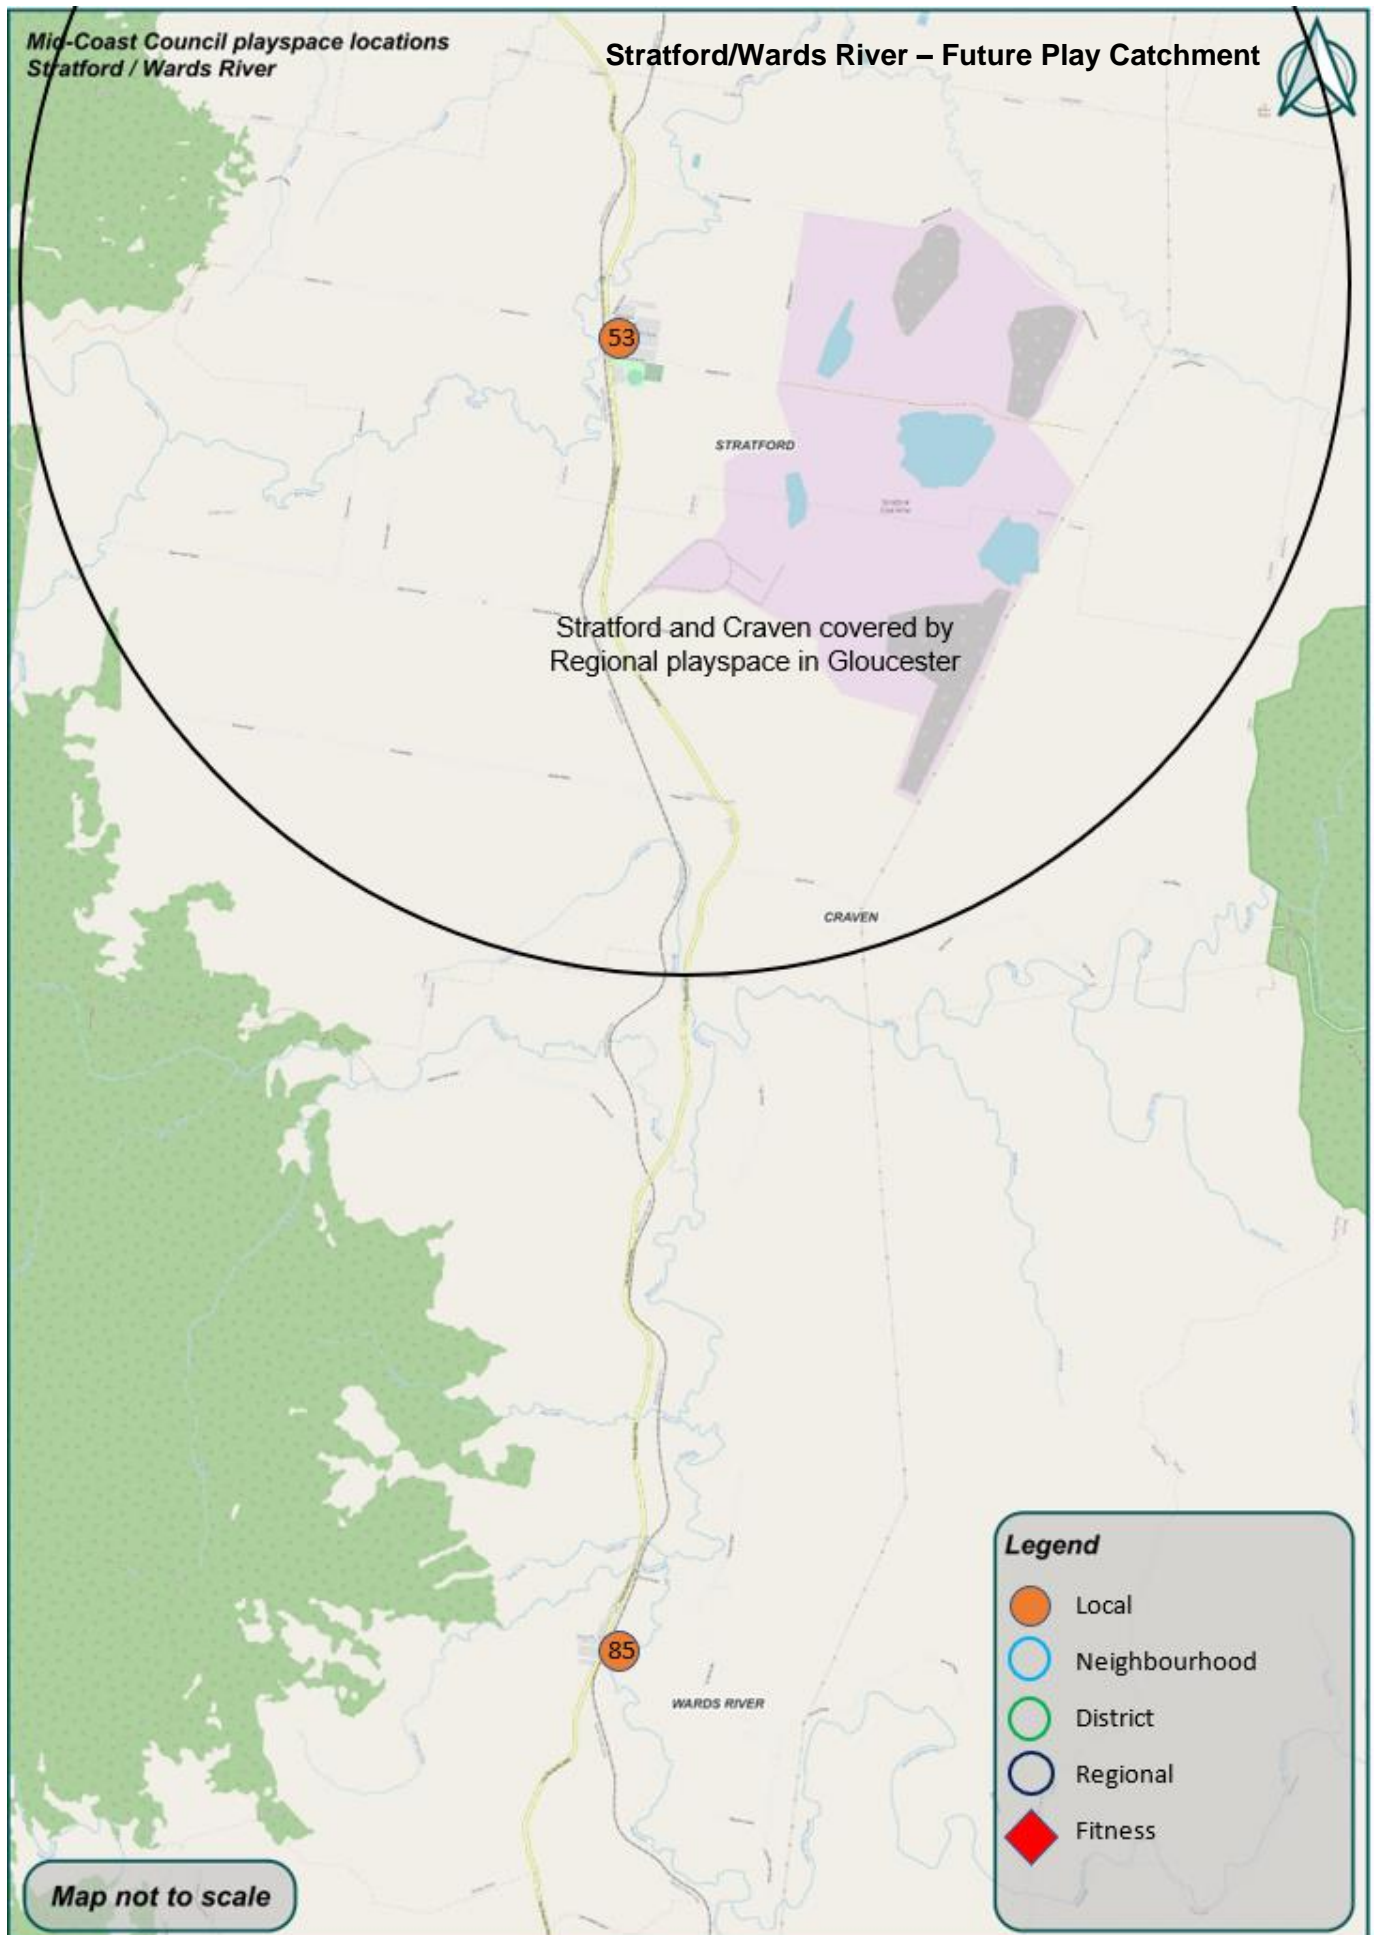 Mid-Coast Council playspace locations
Stratford / Wards River
Stratford/Wards River – Future Play Catchment
53
STRATFORD
Stratford and Craven covered by
Regional playspace in Gloucester
CRAVEN
85
WARDS RIVER
Legend
Local
Neighbourhood
District
Regional
Fitness
Map not to scale